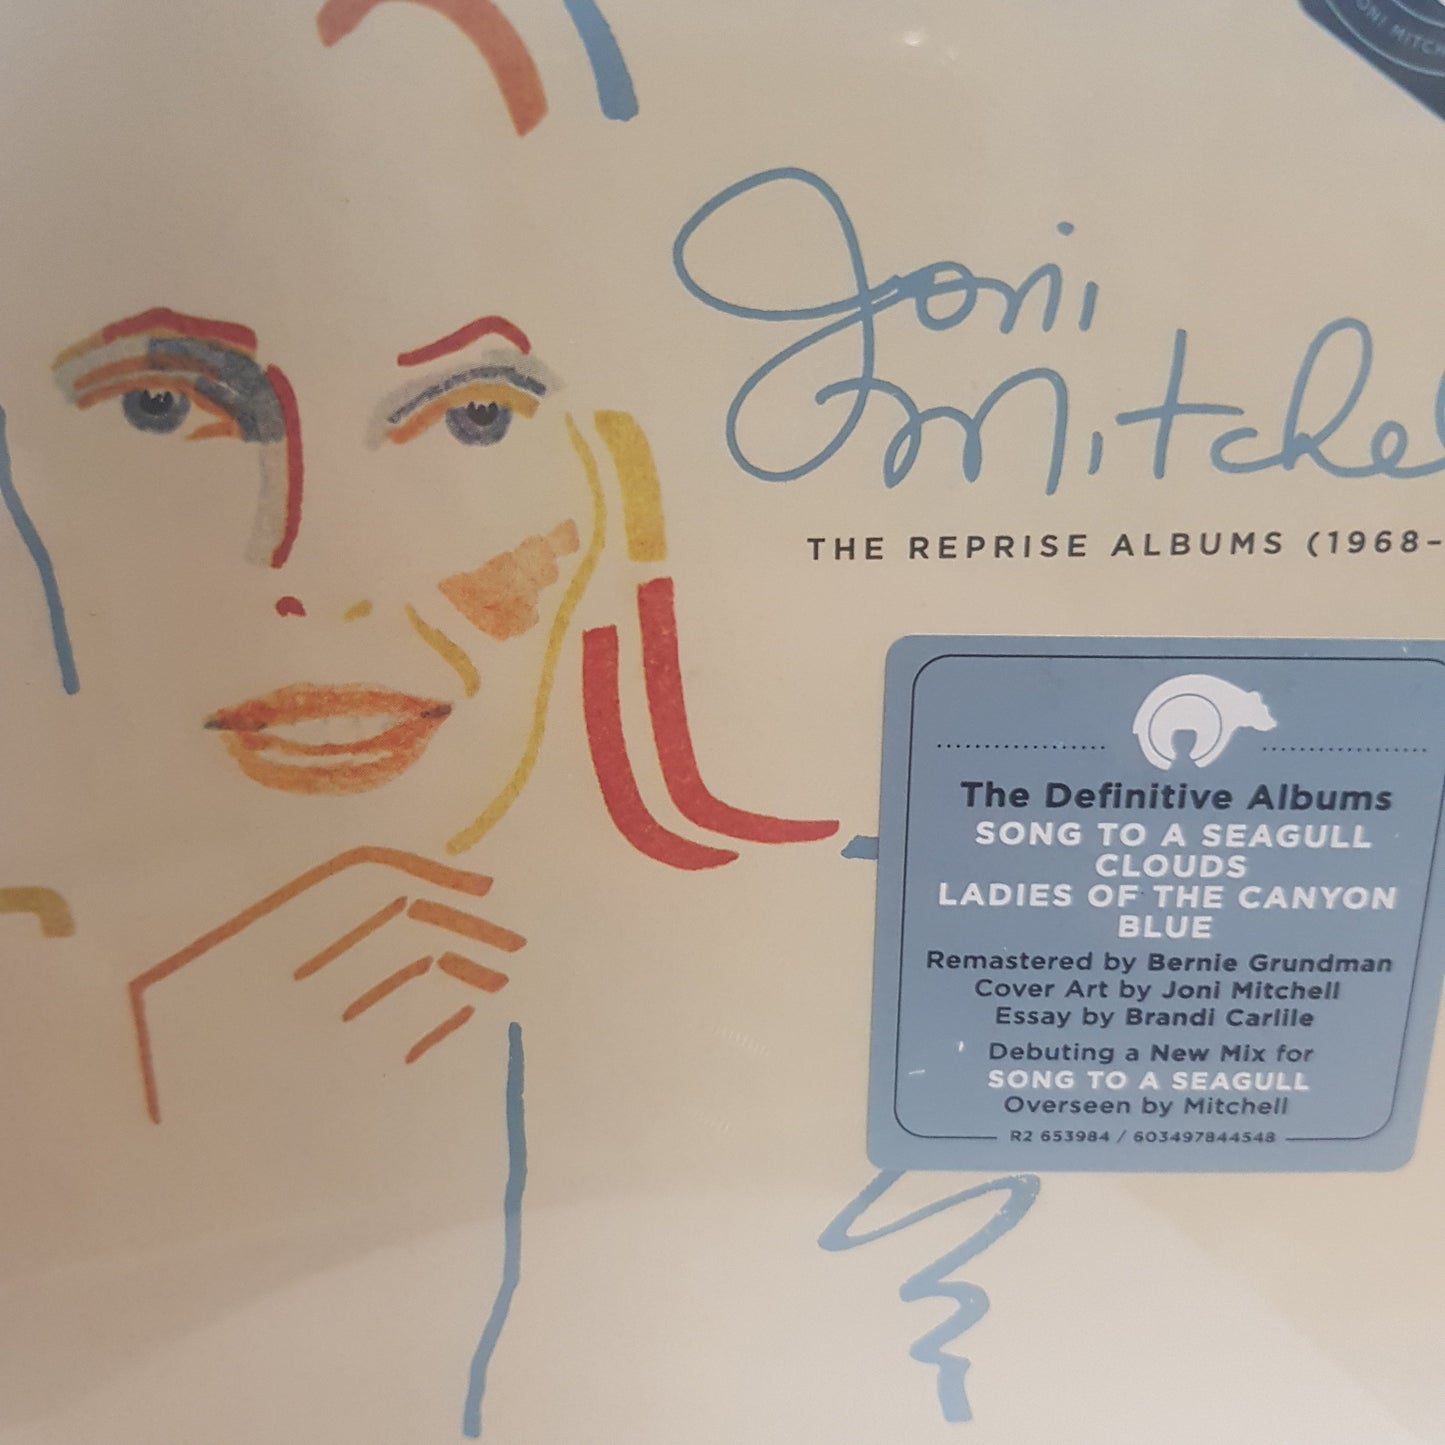 ONI MITCH
Joni
Mitchel
THE REPRISE ALBUMS (1968-
The Definitive Albums
SONG TO A SEAGULL
CLOUDS
LADIES OF THE CANYON
BLUE
Remastered by Bernie Grundman
Cover Art by Joni Mitchell
Essay by Brandi Carlile
Debuting a New Mix for
SONG TO A SEAGULL
Overseen by Mitchell
R2 653984 / 603497844548